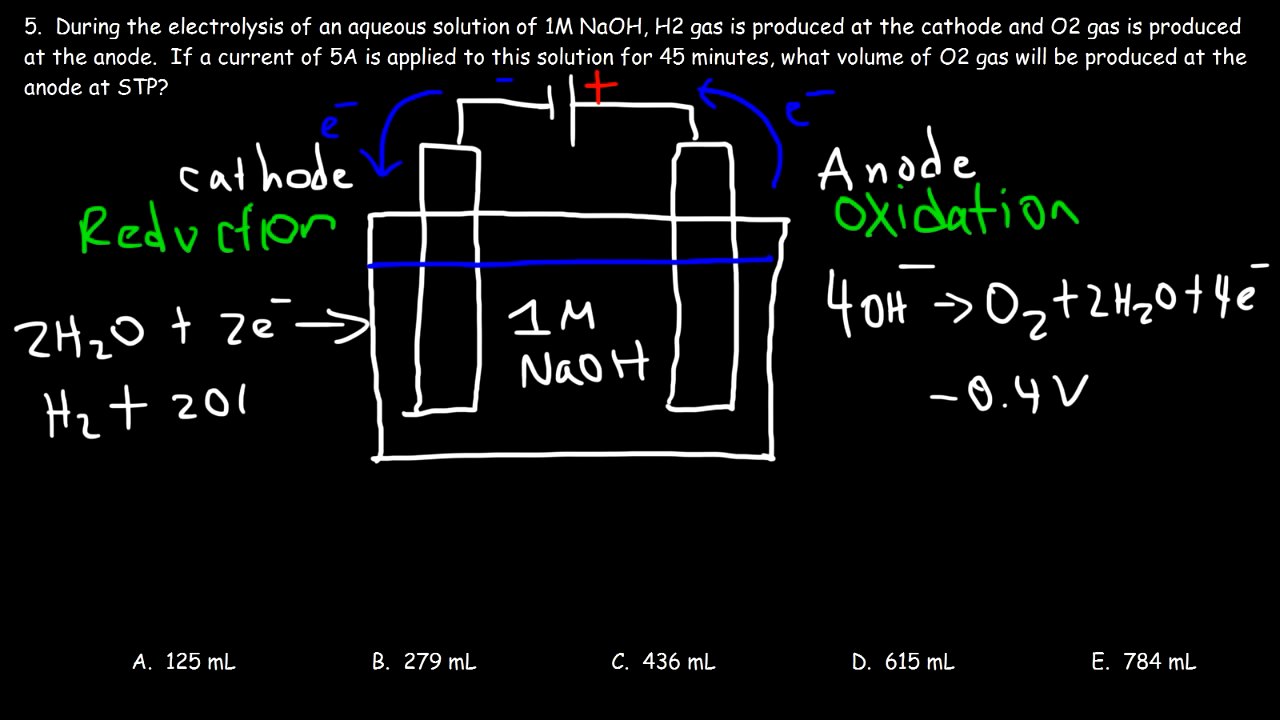 5. During the electrolysis of an aqueous solution of 1M NaOH, H2 gas is produced at the cathode and O2 gas is produced
at the anode. If a current of 5A is applied to this solution for 45 minutes, what volume of O2 gas will be produced at the
anode at STP?
- +
e⁻ e⁻
cathode Anode
Reduction Oxidation
4OH⁻ → O₂ + 2H₂O + 4e⁻
2H₂O + 2e⁻ →
1M
NaOH
H₂ + 2O(
-0.4V
A. 125 mL B. 279 mL C. 436 mL D. 615 mL E. 784 mL